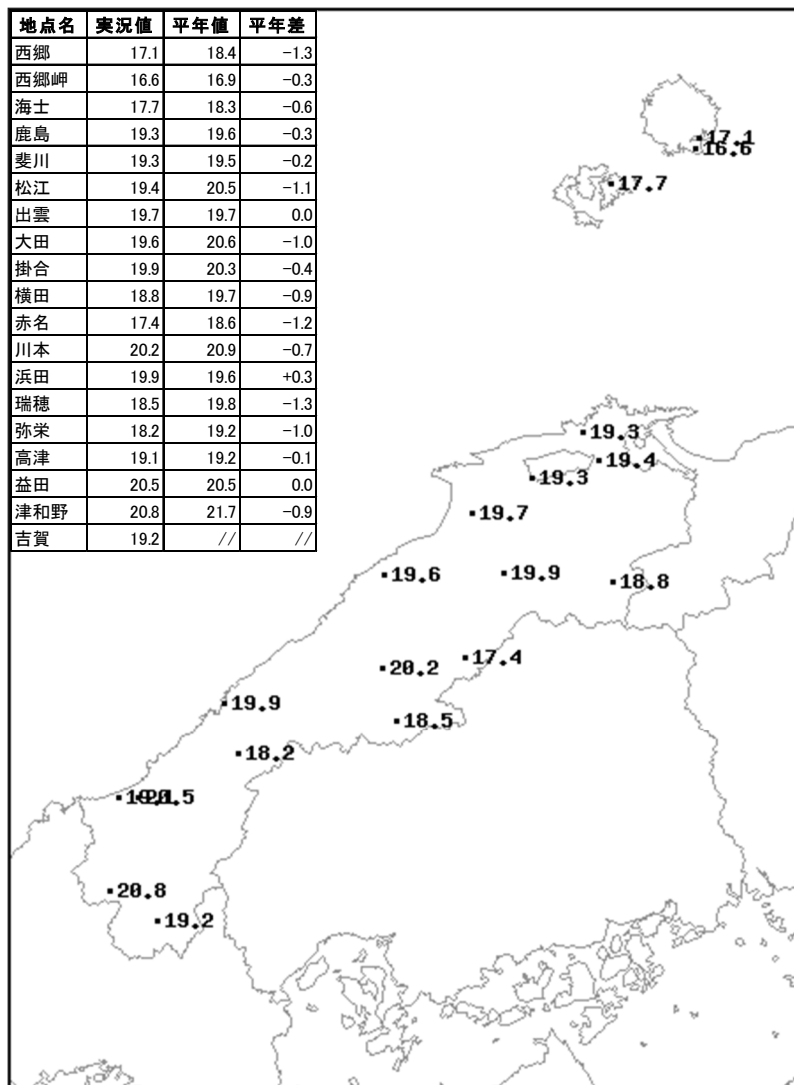 地点名 実況値 平年値 平年差
西郷 17.1 18.4 −1.3
西郷岬 16.6 16.9 −0.3
海士 17.7 18.3 −0.6
鹿島 19.3 19.6 −0.3
斐川 19.3 19.5 −0.2
松江 19.4 20.5 −1.1
出雲 19.7 19.7 0.0
大田 19.6 20.6 −1.0
掛合 19.9 20.3 −0.4
横田 18.8 19.7 −0.9
赤名 17.4 18.6 −1.2
川本 20.2 20.9 −0.7
浜田 19.9 19.6 +0.3
瑞穂 18.5 19.8 −1.3
弥栄 18.2 19.2 −1.0
高津 19.1 19.2 −0.1
益田 20.5 20.5 0.0
津和野 20.8 21.7 −0.9
吉賀 19.2 // //
17.1
16.6
17.7
19.3
19.4
19.3
19.7
19.6
19.9
18.8
17.4
20.2
19.9
18.5
18.2
19.1
20.5
20.8
19.2